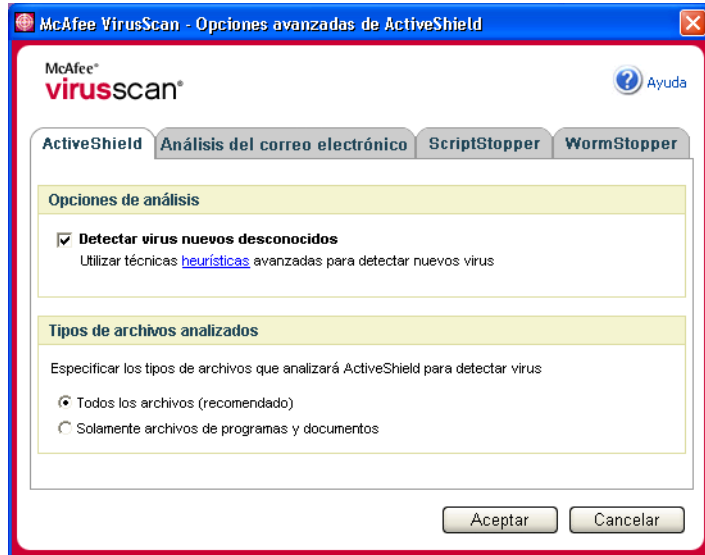 McAfee VirusScan - Opciones avanzadas de ActiveShield
McAfee®
virusscan®
Ayuda
ActiveShield
Análisis del correo electrónico
ScriptStopper
WormStopper
Opciones de análisis
Detectar virus nuevos desconocidos
Utilizar técnicas heurísticas avanzadas para detectar nuevos virus
Tipos de archivos analizados
Especificar los tipos de archivos que analizará ActiveShield para detectar virus
Todos los archivos (recomendado)
Solamente archivos de programas y documentos
Aceptar
Cancelar